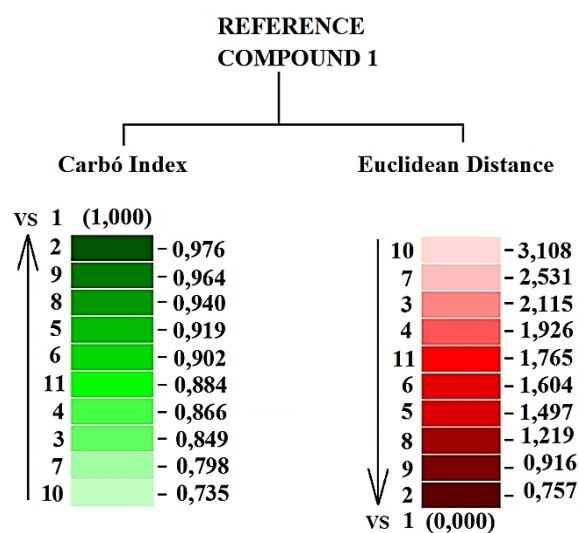 REFERENCE
COMPOUND 1
Carbó Index
Euclidean Distance
vs 1 (1,000)
2 - 0,976
9 - 0,964
8 - 0,940
5 - 0,919
6 - 0,902
11 - 0,884
4 - 0,866
3 - 0,849
7 - 0,798
10 - 0,735
10 - 3,108
7 - 2,531
3 - 2,115
4 - 1,926
11 - 1,765
6 - 1,604
5 - 1,497
8 - 1,219
9 - 0,916
2 - 0,757
vs 1 (0,000)